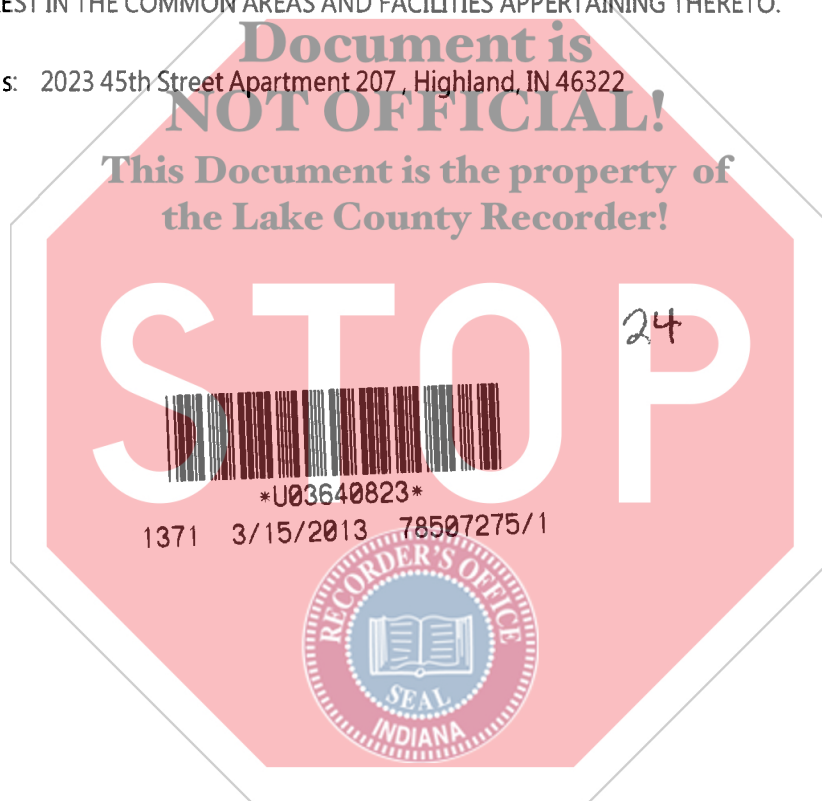 EST IN THE COMMON AREAS AND FACILITIES APPERTAINING THERETO.
Document is
s: 2023 45th Street Apartment 207 , Highland, IN 46322
NOT OFFICIAL!
This Document is the property of
the Lake County Recorder!
STOP
24
*U03640823*
1371 3/15/2013 78507275/1
RECORDER'S OFFICE
SEAL
INDIANA